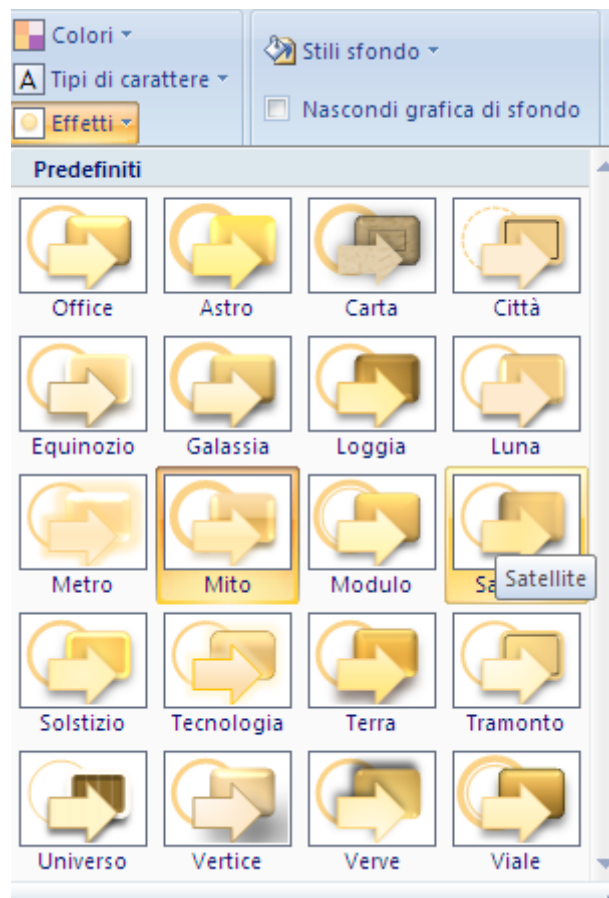 Colori
Tipi di carattere
Effetti
Stili sfondo
Nascondi grafica di sfondo
Predefiniti
Office Astro Carta Città
Equinozio Galassia Loggia Luna
Metro Mito Modulo Sa
Satellite
Solstizio Tecnologia Terra Tramonto
Universo Vertice Verve Viale